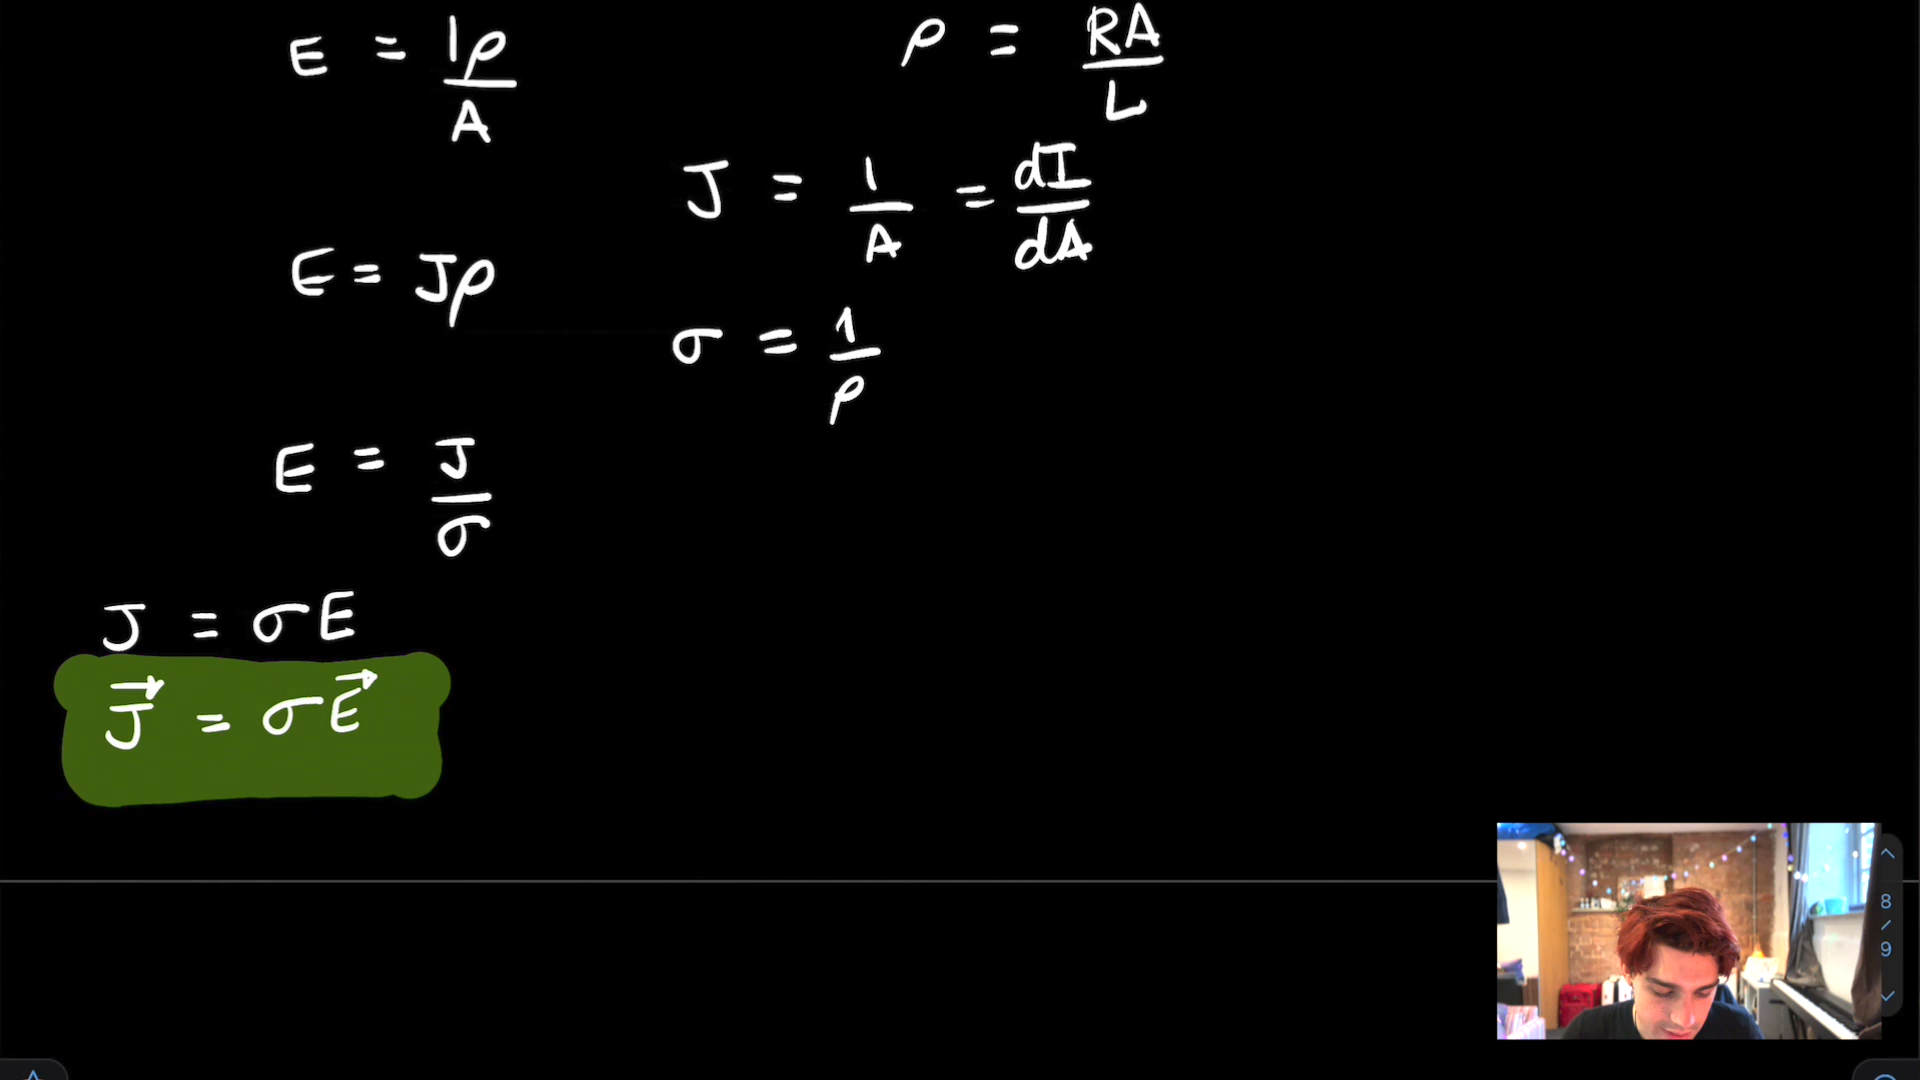 E = Iρ/A
ρ = RA/L
J = I/A = dI/dA
E = Jρ
σ = 1/ρ
E = J/σ
J = σE
J⃗ = σE⃗
8
/
9